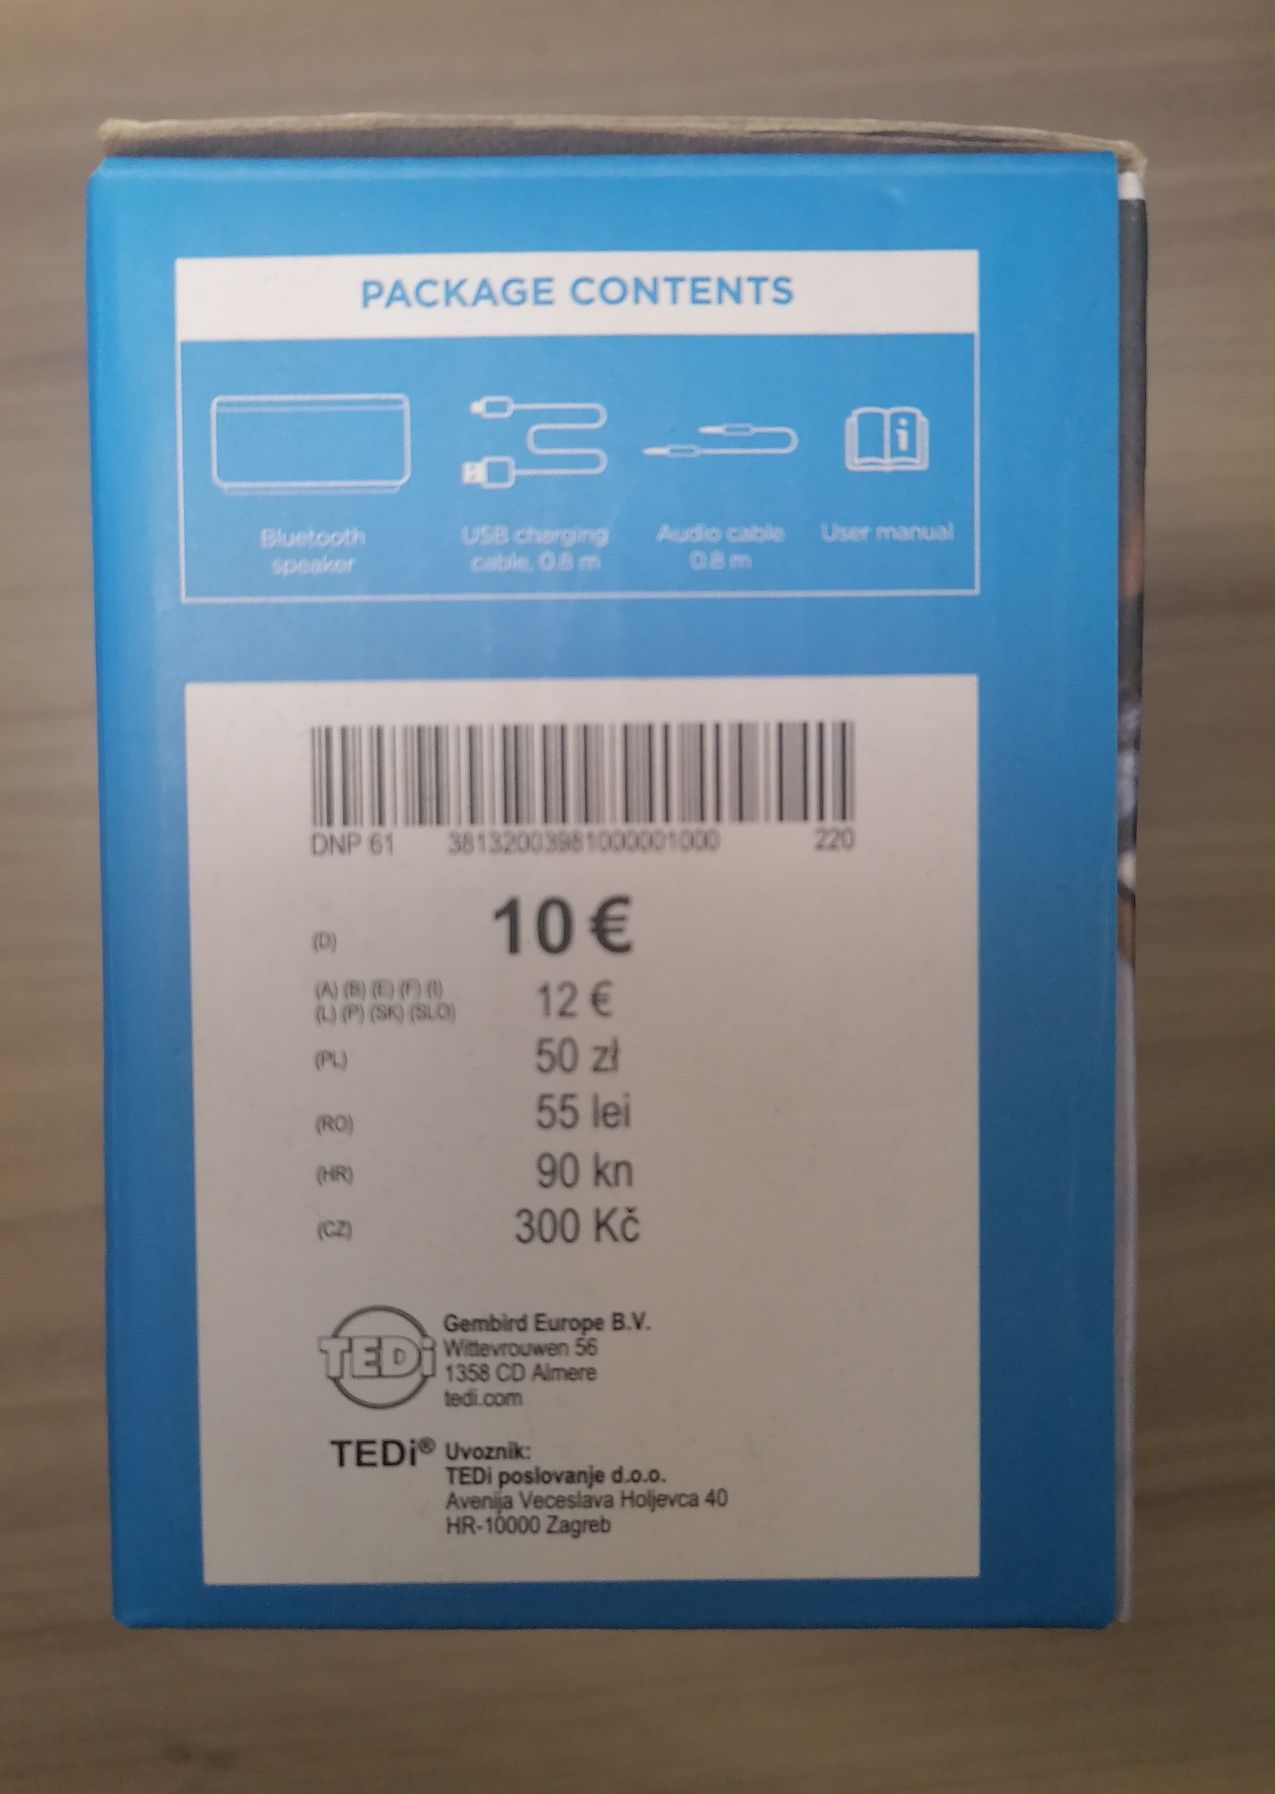 PACKAGE CONTENTS
Bluetooth speaker
USB charging cable, 0.8 m
Audio cable 0.8 m
User manual
DNP 61 38132003981000001000 220
(D) 10 €
(A) (B) (E) (F) (I)
(L) (P) (SK) (SLO) 12 €
(PL) 50 zł
(RO) 55 lei
(HR) 90 kn
(CZ) 300 Kč
TEDi
Gembird Europe B.V.
Wittevrouwen 56
1358 CD Almere
tedi.com
TEDi® Uvoznik:
TEDi poslovanje d.o.o.
Avenija Veceslava Holjevca 40
HR-10000 Zagreb